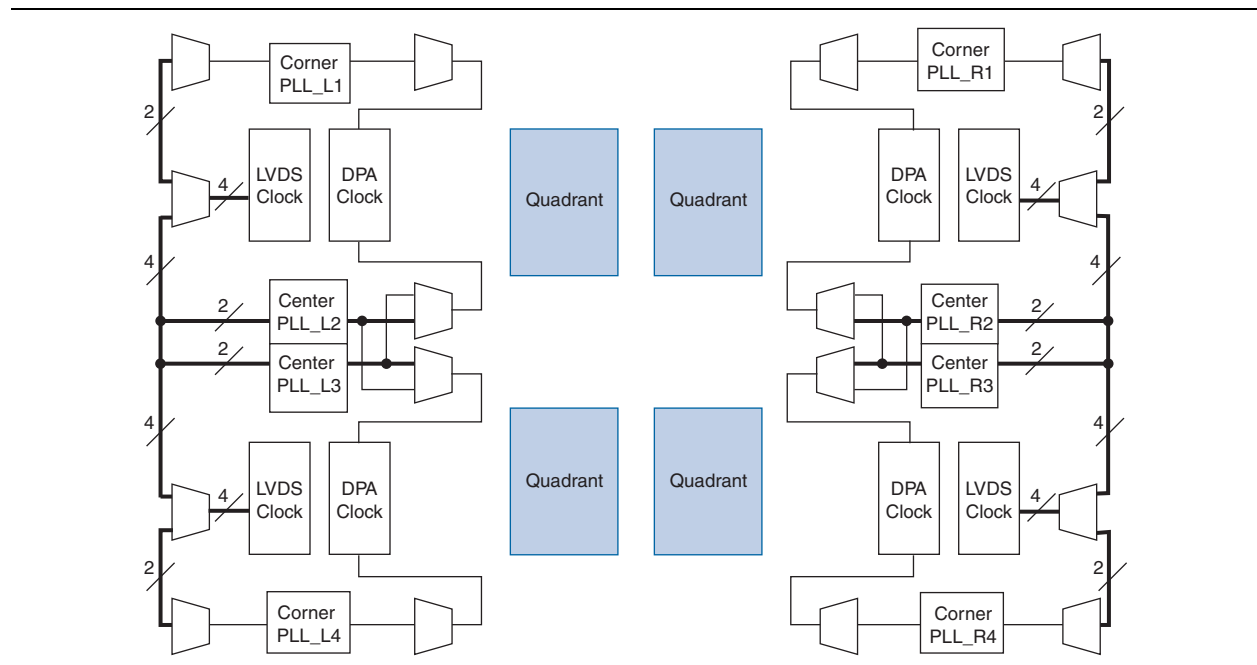 Corner
PLL_L1
Corner
PLL_R1
2
2
LVDS
Clock
DPA
Clock
Quadrant
Quadrant
DPA
Clock
LVDS
Clock
4
4
4
4
2
Center
PLL_L2
Center
PLL_R2
2
2
Center
PLL_L3
Center
PLL_R3
2
4
4
LVDS
Clock
DPA
Clock
Quadrant
Quadrant
DPA
Clock
LVDS
Clock
4
4
2
2
Corner
PLL_L4
Corner
PLL_R4